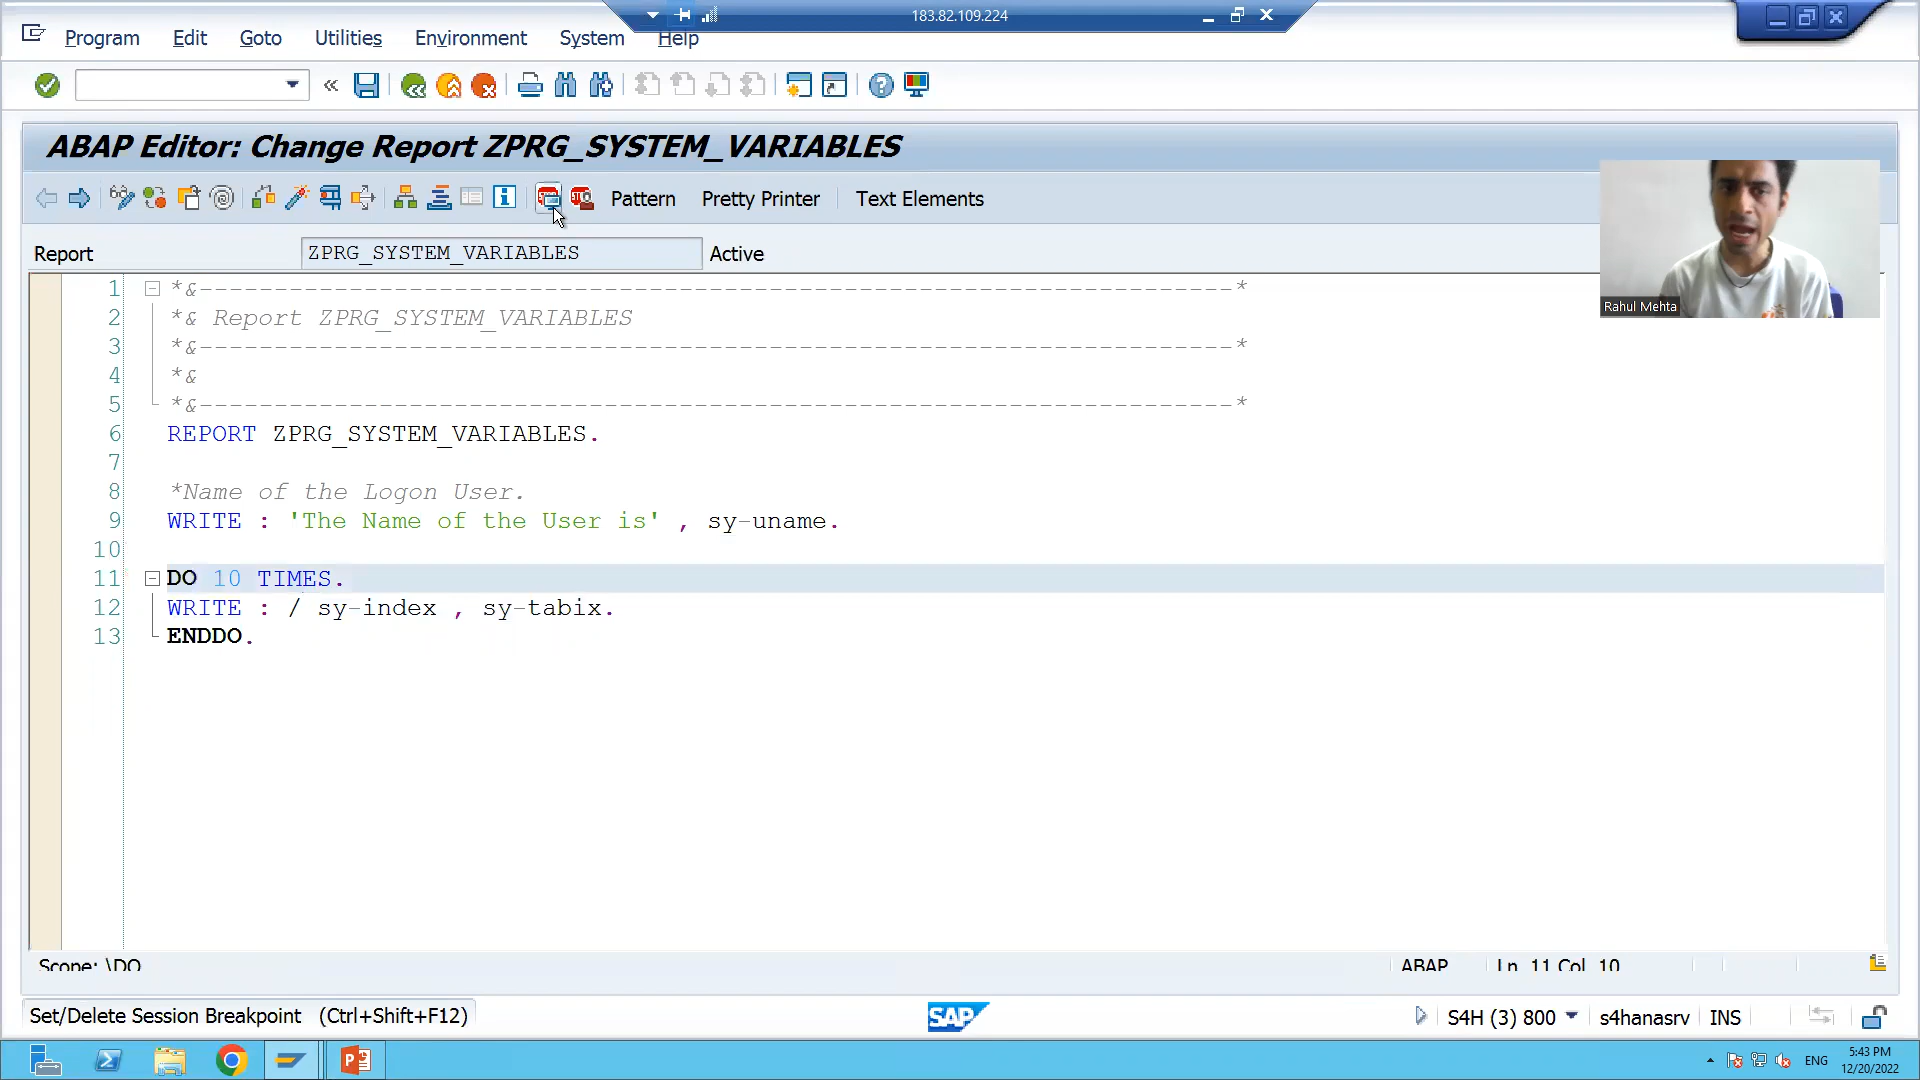 183.82.109.224
Program Edit Goto Utilities Environment System Help
ABAP Editor: Change Report ZPRG_SYSTEM_VARIABLES
Pattern Pretty Printer Text Elements
Report ZPRG_SYSTEM_VARIABLES Active
Rahul Mehta
1 *&---------------------------------------------------------------------*
2 *& Report ZPRG_SYSTEM_VARIABLES
3 *&---------------------------------------------------------------------*
4 *&
5 *&---------------------------------------------------------------------*
6 REPORT ZPRG_SYSTEM_VARIABLES.
7
8 *Name of the Logon User.
9 WRITE : 'The Name of the User is' , sy-uname.
10
11 DO 10 TIMES.
12 WRITE : / sy-index , sy-tabix.
13 ENDDO.
Scope: \DO ABAP Ln 11 Col 10
Set/Delete Session Breakpoint (Ctrl+Shift+F12) SAP S4H (3) 800 s4hanasrv INS
ENG 5:43 PM
12/20/2022